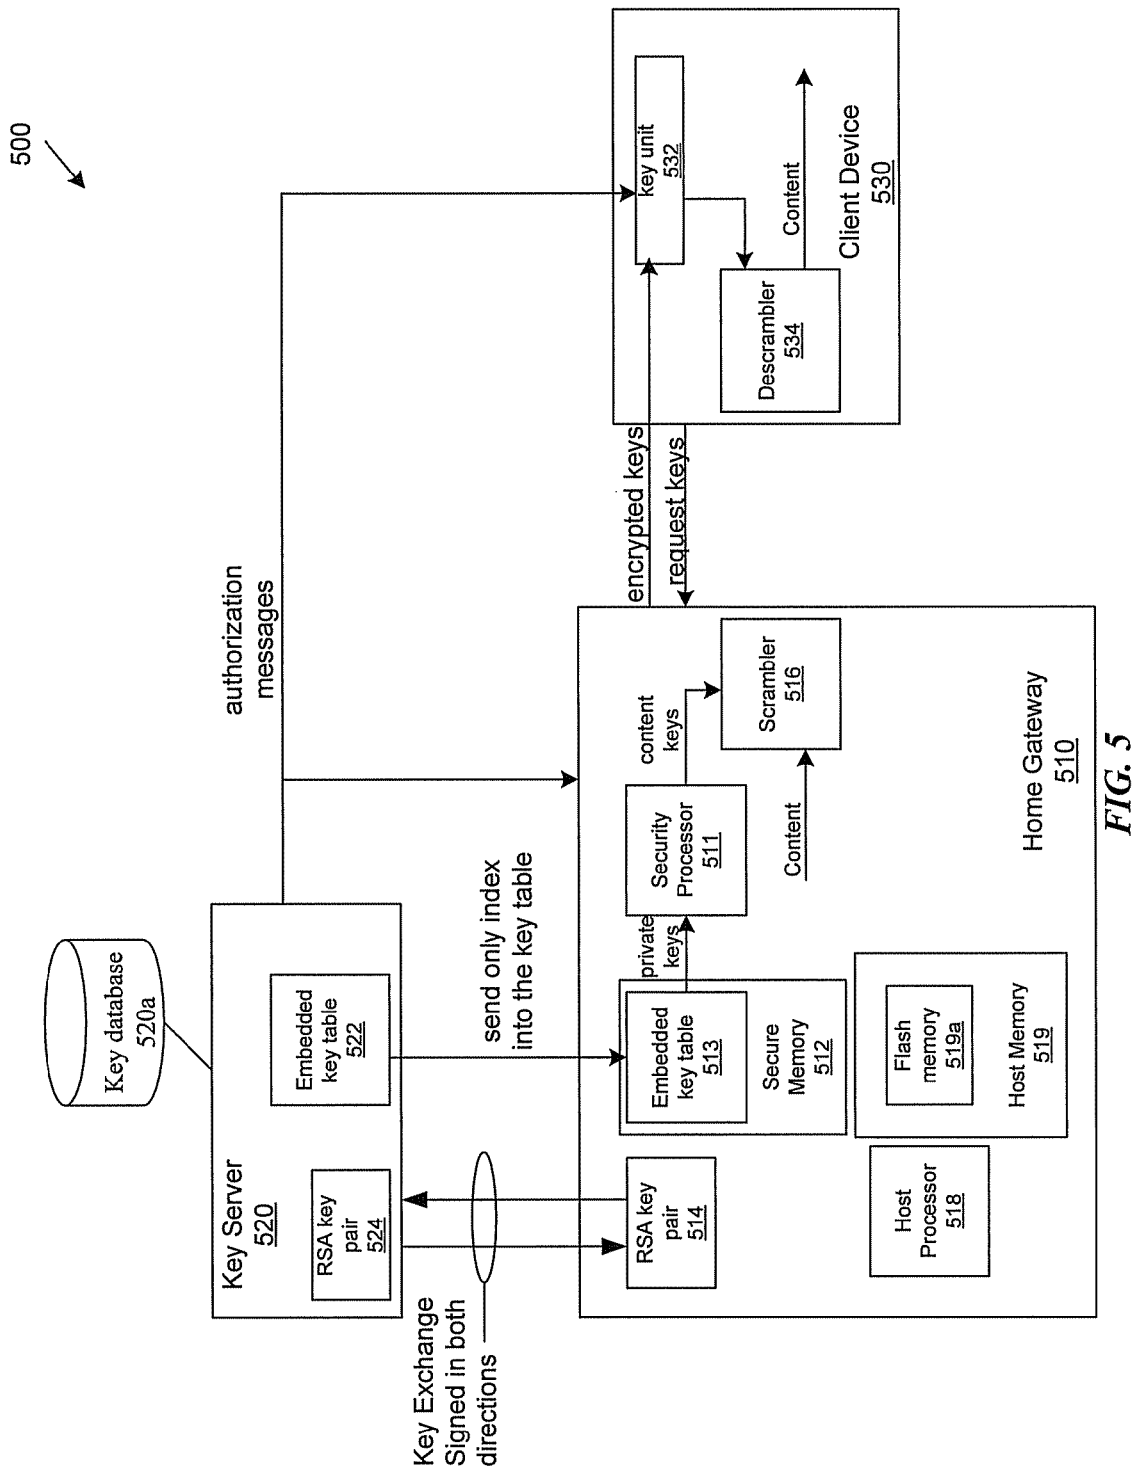 500
Key database
520a
Key Server
520
RSA key
pair
524
Embedded
key table
522
authorization
messages
Key Exchange
Signed in both
directions
send only index
into the key table
RSA key
pair
514
Embedded
key table
513
Secure
Memory
512
private
keys
Security
Processor
511
content
keys
Scrambler
516
Content
Host
Processor
518
Flash
memory
519a
Host Memory
519
Home Gateway
510
encrypted keys
request keys
key unit
532
Descrambler
534
Content
Client Device
530
FIG. 5